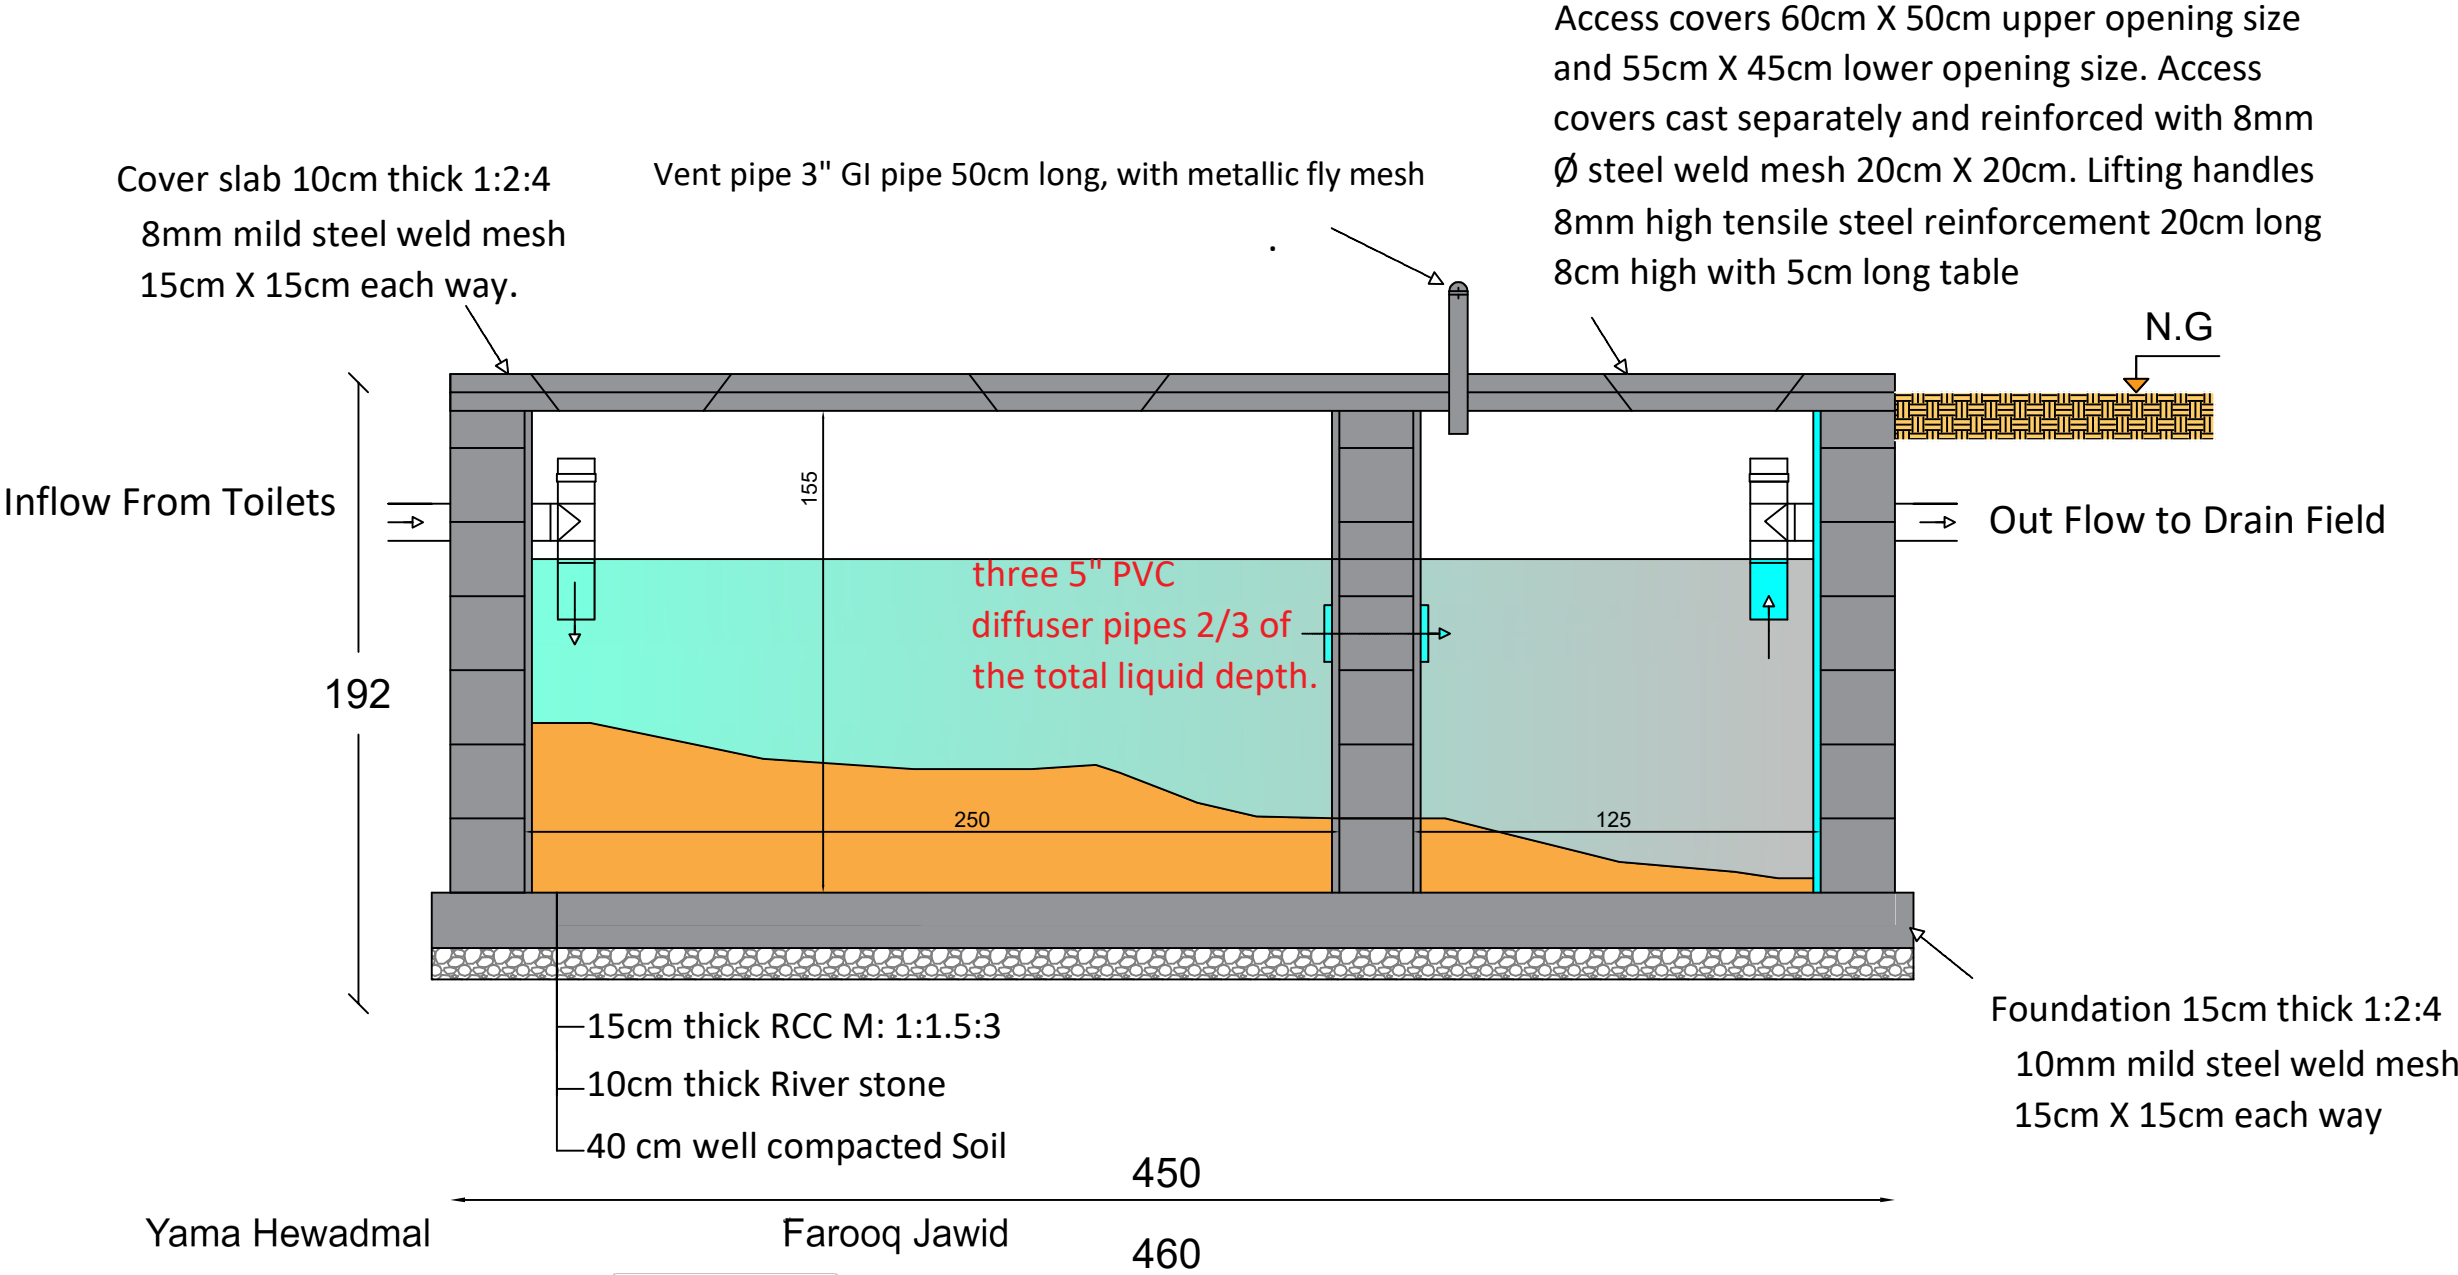 Access covers 60cm X 50cm upper opening size
and 55cm X 45cm lower opening size. Access
covers cast separately and reinforced with 8mm
Ø steel weld mesh 20cm X 20cm. Lifting handles
8mm high tensile steel reinforcement 20cm long
8cm high with 5cm long table
Cover slab 10cm thick 1:2:4
8mm mild steel weld mesh
15cm X 15cm each way.
Vent pipe 3" GI pipe 50cm long, with metallic fly mesh
.
N.G
Inflow From Toilets
155
Out Flow to Drain Field
three 5" PVC
diffuser pipes 2/3 of
the total liquid depth.
192
250
125
15cm thick RCC M: 1:1.5:3
10cm thick River stone
40 cm well compacted Soil
Foundation 15cm thick 1:2:4
10mm mild steel weld mesh
15cm X 15cm each way
450
Yama Hewadmal
Farooq Jawid
460